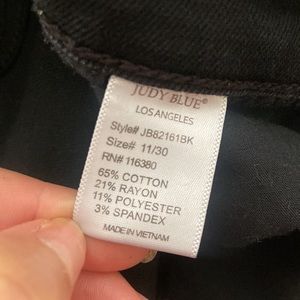 JUDY BLUE®
LOS ANGELES
Style# JB82161BK
Size# 11/30
RN# 116380
65% COTTON
21% RAYON
11% POLYESTER
3% SPANDEX
MADE IN VIETNAM